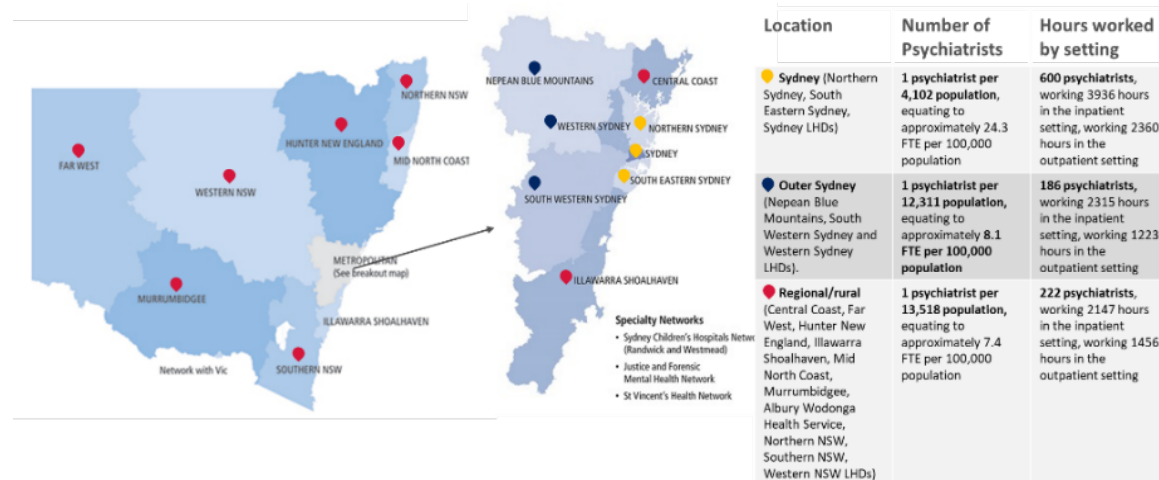 NORTHERN NSW
HUNTER NEW ENGLAND
MID NORTH COAST
FAR WEST
WESTERN NSW
METROPOLITAN
(See breakout map)
MURRUMBIDGEE
ILLAWARRA SHOALHAVEN
Network with Vic
SOUTHERN NSW
NEPEAN BLUE MOUNTAINS
CENTRAL COAST
WESTERN SYDNEY
NORTHERN SYDNEY
SYDNEY
SOUTH EASTERN SYDNEY
SOUTH WESTERN SYDNEY
ILLAWARRA SHOALHAVEN
Specialty Networks
• Sydney Children's Hospitals Netwo
(Randwick and Westmead)
• Justice and Forensic
Mental Health Network
• St Vincent's Health Network
Location
Number of
Psychiatrists
Hours worked
by setting
Sydney (Northern
Sydney, South
Eastern Sydney,
Sydney LHDs)
1 psychiatrist per
4,102 population,
equating to
approximately 24.3
FTE per 100,000
population
600 psychiatrists,
working 3936 hours
in the inpatient
setting, working 2360
hours in the
outpatient setting
Outer Sydney
(Nepean Blue
Mountains, South
Western Sydney and
Western Sydney
LHDs).
1 psychiatrist per
12,311 population,
equating to
approximately 8.1
FTE per 100,000
population
186 psychiatrists,
working 2315 hours
in the inpatient
setting, working 1223
hours in the
outpatient setting
Regional/rural
(Central Coast, Far
West, Hunter New
England, Illawarra
Shoalhaven, Mid
North Coast,
Murrumbidgee,
Albury Wodonga
Health Service,
Northern NSW,
Southern NSW,
Western NSW LHDs)
1 psychiatrist per
13,518 population,
equating to
approximately 7.4
FTE per 100,000
population
222 psychiatrists,
working 2147 hours
in the inpatient
setting, working 1456
hours in the
outpatient setting